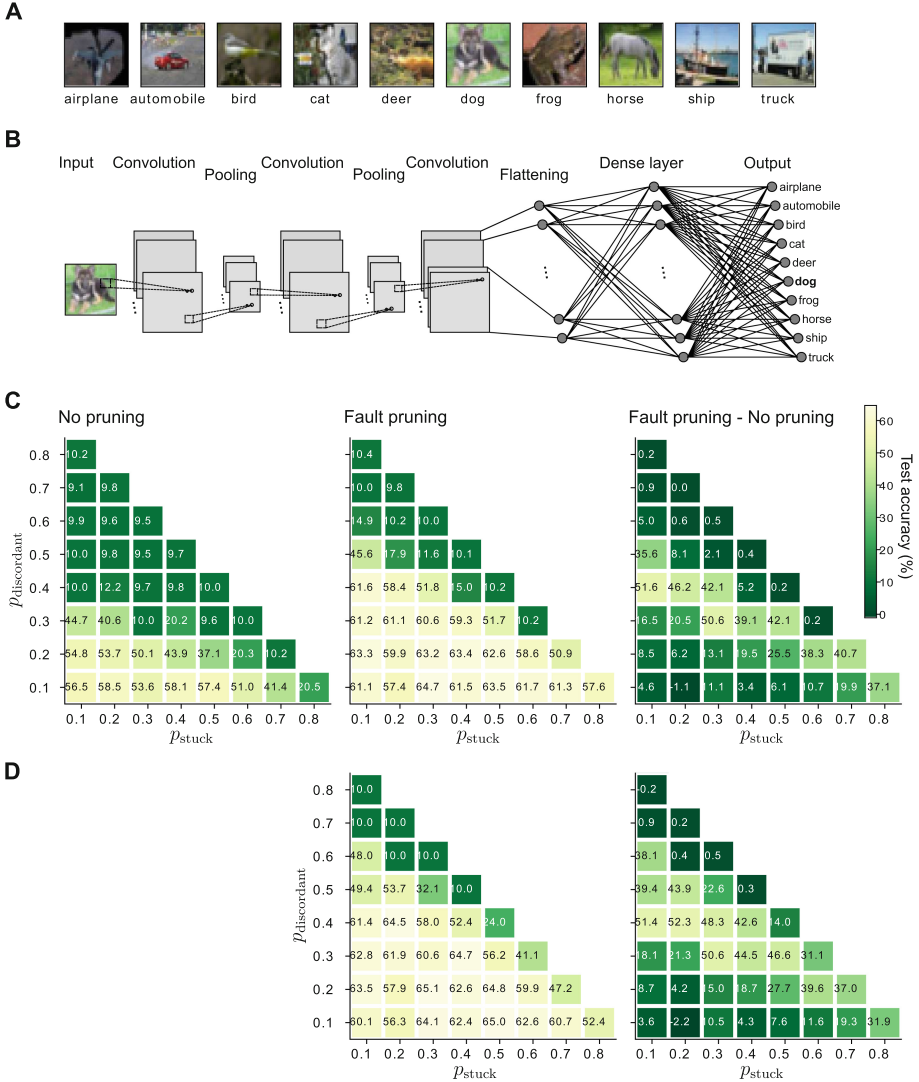 A
airplane automobile bird cat deer dog frog horse ship truck
B
Input Convolution Pooling Convolution Pooling Convolution Flattening Dense layer Output
airplane
automobile
bird
cat
deer
dog
frog
horse
ship
truck
C
No pruning Fault pruning Fault pruning - No pruning
p_discordant
0.8 10.2
0.7 9.1 9.8
0.6 9.9 9.6 9.5
0.5 10.0 9.8 9.5 9.7
0.4 10.0 12.2 9.7 9.8 10.0
0.3 44.7 40.6 10.0 20.2 9.6 10.0
0.2 54.8 53.7 50.1 43.9 37.1 20.3 10.2
0.1 56.5 58.5 53.6 58.1 57.4 51.0 41.4 20.5
0.1 0.2 0.3 0.4 0.5 0.6 0.7 0.8
p_stuck
10.4
10.0 9.8
14.9 10.2 10.0
45.6 17.9 11.6 10.1
61.6 58.4 51.8 15.0 10.2
61.2 61.1 60.6 59.3 51.7 10.2
63.3 59.9 63.2 63.4 62.6 58.6 50.9
61.1 57.4 64.7 61.5 63.5 61.7 61.3 57.6
0.1 0.2 0.3 0.4 0.5 0.6 0.7 0.8
p_stuck
0.2
0.9 0.0
5.0 0.6 0.5
35.6 8.1 2.1 0.4
51.6 46.2 42.1 5.2 0.2
16.5 20.5 50.6 39.1 42.1 0.2
8.5 6.2 13.1 19.5 25.5 38.3 40.7
4.6 -1.1 11.1 3.4 6.1 10.7 19.9 37.1
0.1 0.2 0.3 0.4 0.5 0.6 0.7 0.8
p_stuck
60
50
40
30
20
10
0
Test accuracy (%)
D
p_discordant
0.8 10.0
0.7 10.0 10.0
0.6 48.0 10.0 10.0
0.5 49.4 53.7 32.1 10.0
0.4 61.4 64.5 58.0 52.4 24.0
0.3 62.8 61.9 60.6 64.7 56.2 41.1
0.2 63.5 57.9 65.1 62.6 64.8 59.9 47.2
0.1 60.1 56.3 64.1 62.4 65.0 62.6 60.7 52.4
0.1 0.2 0.3 0.4 0.5 0.6 0.7 0.8
p_stuck
-0.2
0.9 0.2
38.1 0.4 0.5
39.4 43.9 22.6 0.3
51.4 52.3 48.3 42.6 14.0
18.1 21.3 50.6 44.5 46.6 31.1
8.7 4.2 15.0 18.7 27.7 39.6 37.0
3.6 -2.2 10.5 4.3 7.6 11.6 19.3 31.9
0.1 0.2 0.3 0.4 0.5 0.6 0.7 0.8
p_stuck